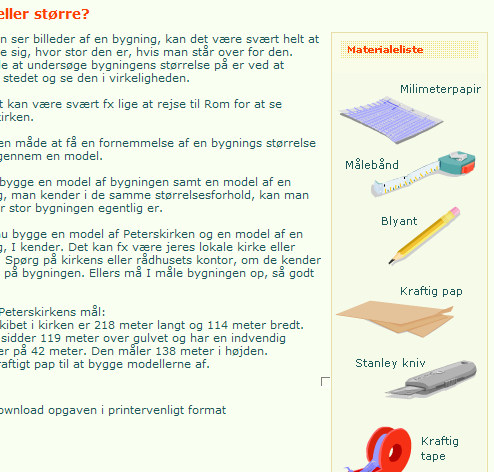 eller større?
n ser billeder af en bygning, kan det være svært helt at
e sig, hvor stor den er, hvis man står over for den.
le at undersøge bygningens størrelse på er ved at
stedet og se den i virkeligheden.
t kan være svært fx lige at rejse til Rom for at se
irken.
en måde at få en fornemmelse af en bygnings størrelse
gennem en model.
bygge en model af bygningen samt en model af en
g, man kender i de samme størrelsesforhold, kan man
r stor bygningen egentlig er.
u bygge en model af Peterskirken og en model af en
g, I kender. Det kan fx være jeres lokale kirke eller
Spørg på kirkens eller rådhusets kontor, om de kender
på bygningen. Ellers må I måle bygningen op, så godt
Peterskirkens mål:
kibet i kirken er 218 meter langt og 114 meter bredt.
sidder 119 meter over gulvet og har en indvendig
er på 42 meter. Den måler 138 meter i højden.
raftigt pap til at bygge modellerne af.
ownload opgaven i printervenligt format
Materialeliste
Milimeterpapir
Målebånd
Blyant
Kraftig pap
Stanley kniv
Kraftig
tape